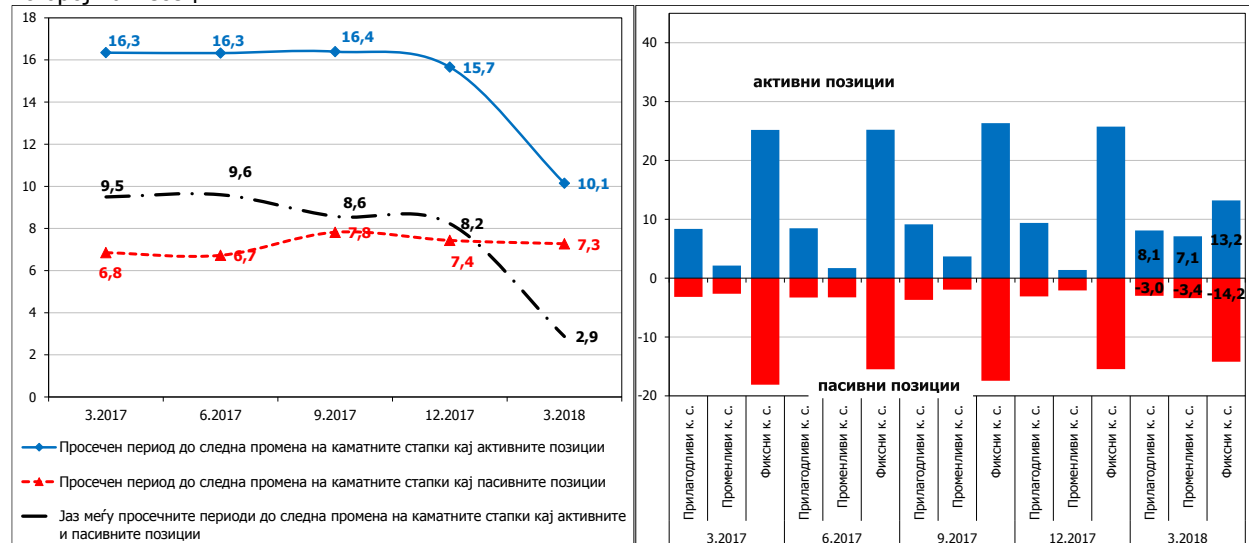 18
16
14
12
10
8
6
4
2
0
16,3
16,3
16,4
15,7
10,1
9,5
9,6
8,6
8,2
2,9
6,8
6,7
7,8
7,4
7,3
3.2017
6.2017
9.2017
12.2017
3.2018
Просечен период до следна промена на каматните стапки кај активните позиции
Просечен период до следна промена на каматните стапки кај пасивните позиции
Јаз меѓу просечните периоди до следна промена на каматните стапки кај активните
и пасивните позиции
40
30
20
10
0
-10
-20
активни позиции
пасивни позиции
8,1
7,1
13,2
-3,0
-3,4
-14,2
Прилагодливи к. с.
Променливи к. с.
Фиксни к. с.
Прилагодливи к. с.
Променливи к. с.
Фиксни к. с.
Прилагодливи к. с.
Променливи к. с.
Фиксни к. с.
Прилагодливи к. с.
Променливи к. с.
Фиксни к. с.
Прилагодливи к. с.
Променливи к. с.
Фиксни к. с.
3.2017
6.2017
9.2017
12.2017
3.2018